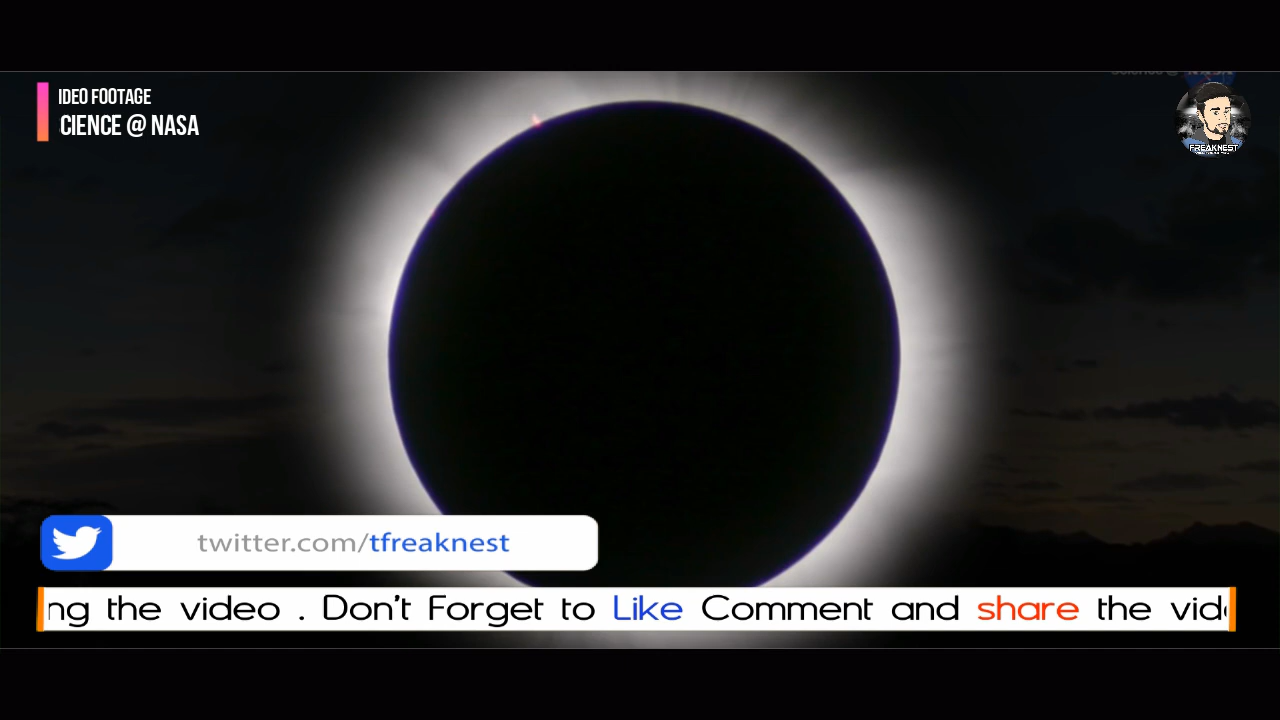 IDEO FOOTAGE
CIENCE @ NASA
FREAKNEST
twitter.com/tfreaknest
ng the video . Don't Forget to Like Comment and share the vid